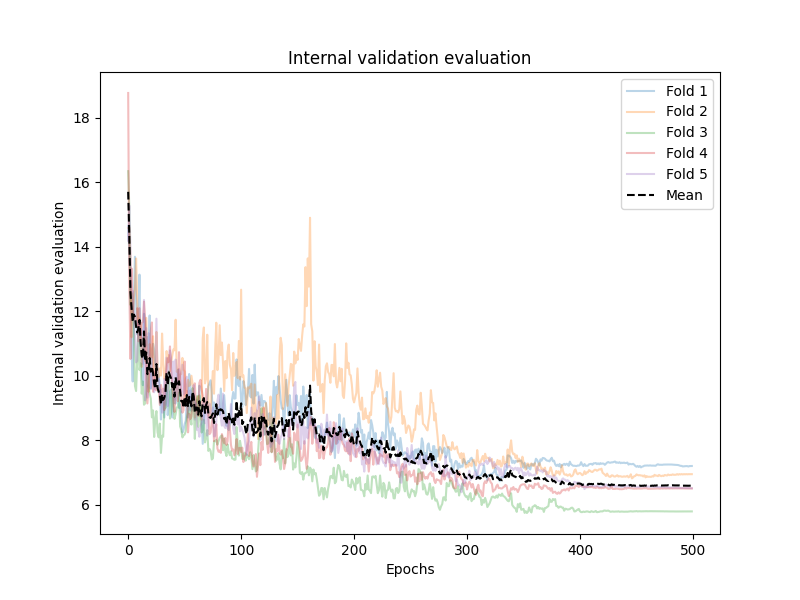 Internal validation evaluation
Internal validation evaluation
18
16
14
12
10
8
6
Fold 1
Fold 2
Fold 3
Fold 4
Fold 5
Mean
0 100 200 300 400 500
Epochs